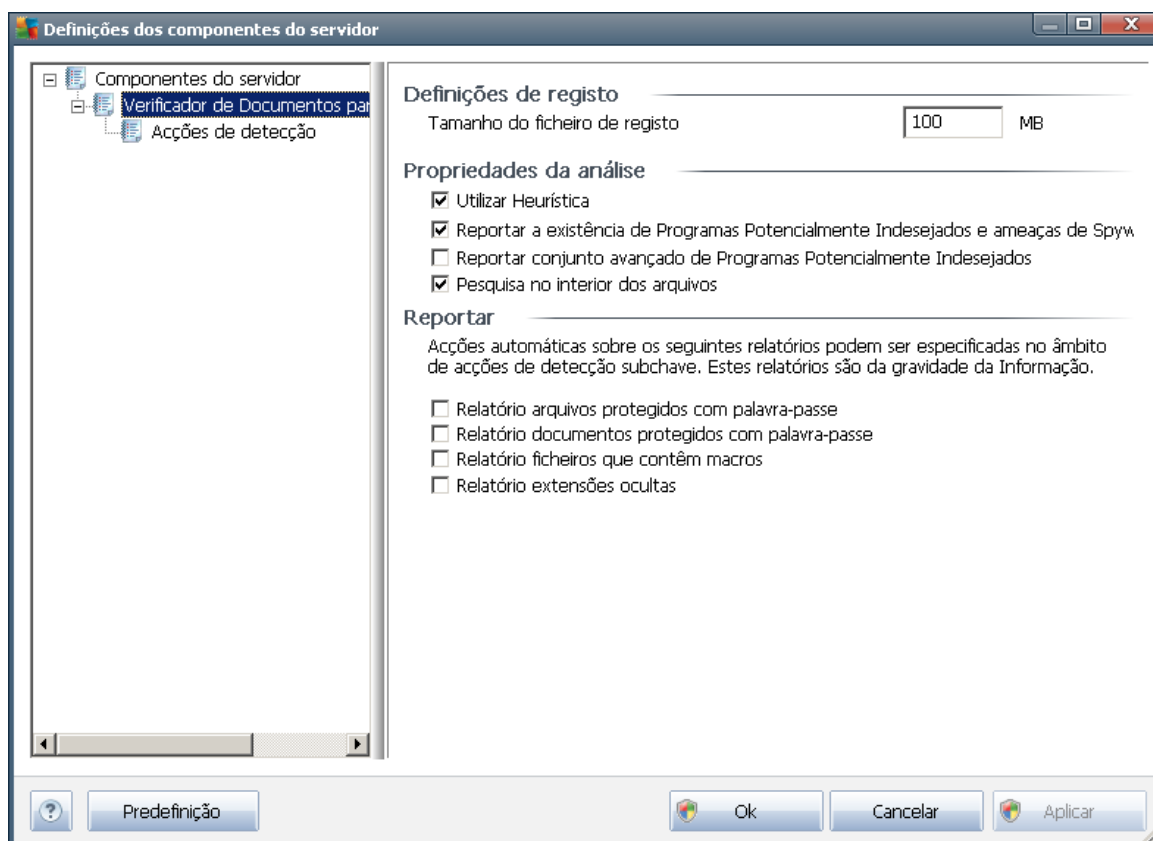 Definições dos componentes do servidor
Componentes do servidor
Verificador de Documentos par
Acções de detecção
Definições de registo
Tamanho do ficheiro de registo
100
MB
Propriedades da análise
Utilizar Heurística
Reportar a existência de Programas Potencialmente Indesejados e ameaças de Spyw
Reportar conjunto avançado de Programas Potencialmente Indesejados
Pesquisa no interior dos arquivos
Reportar
Acções automáticas sobre os seguintes relatórios podem ser especificadas no âmbito
de acções de detecção subchave. Estes relatórios são da gravidade da Informação.
Relatório arquivos protegidos com palavra-passe
Relatório documentos protegidos com palavra-passe
Relatório ficheiros que contêm macros
Relatório extensões ocultas
?
Predefinição
Ok
Cancelar
Aplicar